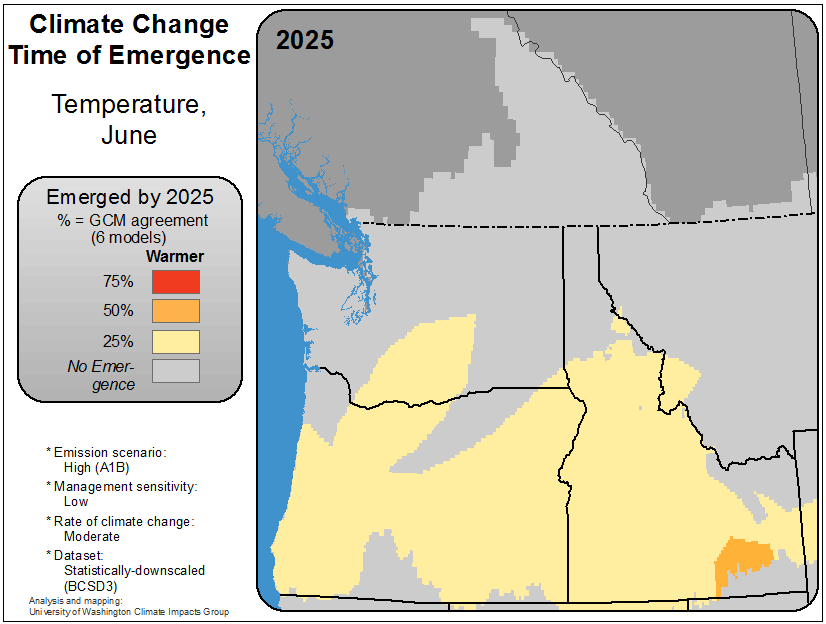 Climate Change
Time of Emergence
Temperature,
June
2025
Emerged by 2025
% = GCM agreement
(6 models)
Warmer
75%
50%
25%
No Emer-
gence
* Emission scenario:
High (A1B)
* Management sensitivity:
Low
* Rate of climate change:
Moderate
* Dataset:
Statistically-downscaled
(BCSD3)
Analysis and mapping:
University of Washington Climate Impacts Group